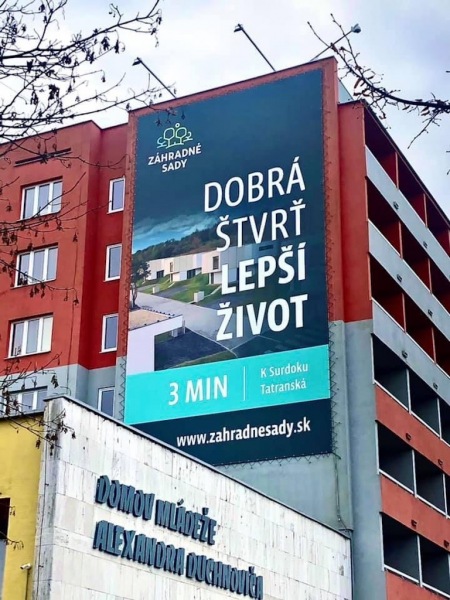 ZÁHRADNÉ
SADY
DOBRÁ
ŠTVRŤ
LEPŠÍ
ŽIVOT
3 MIN
K Surdoku
Tatranská
www.zahradnesady.sk
DOMOV MLÁDEŽE
ALEXANDRA DUCHNOVIČA